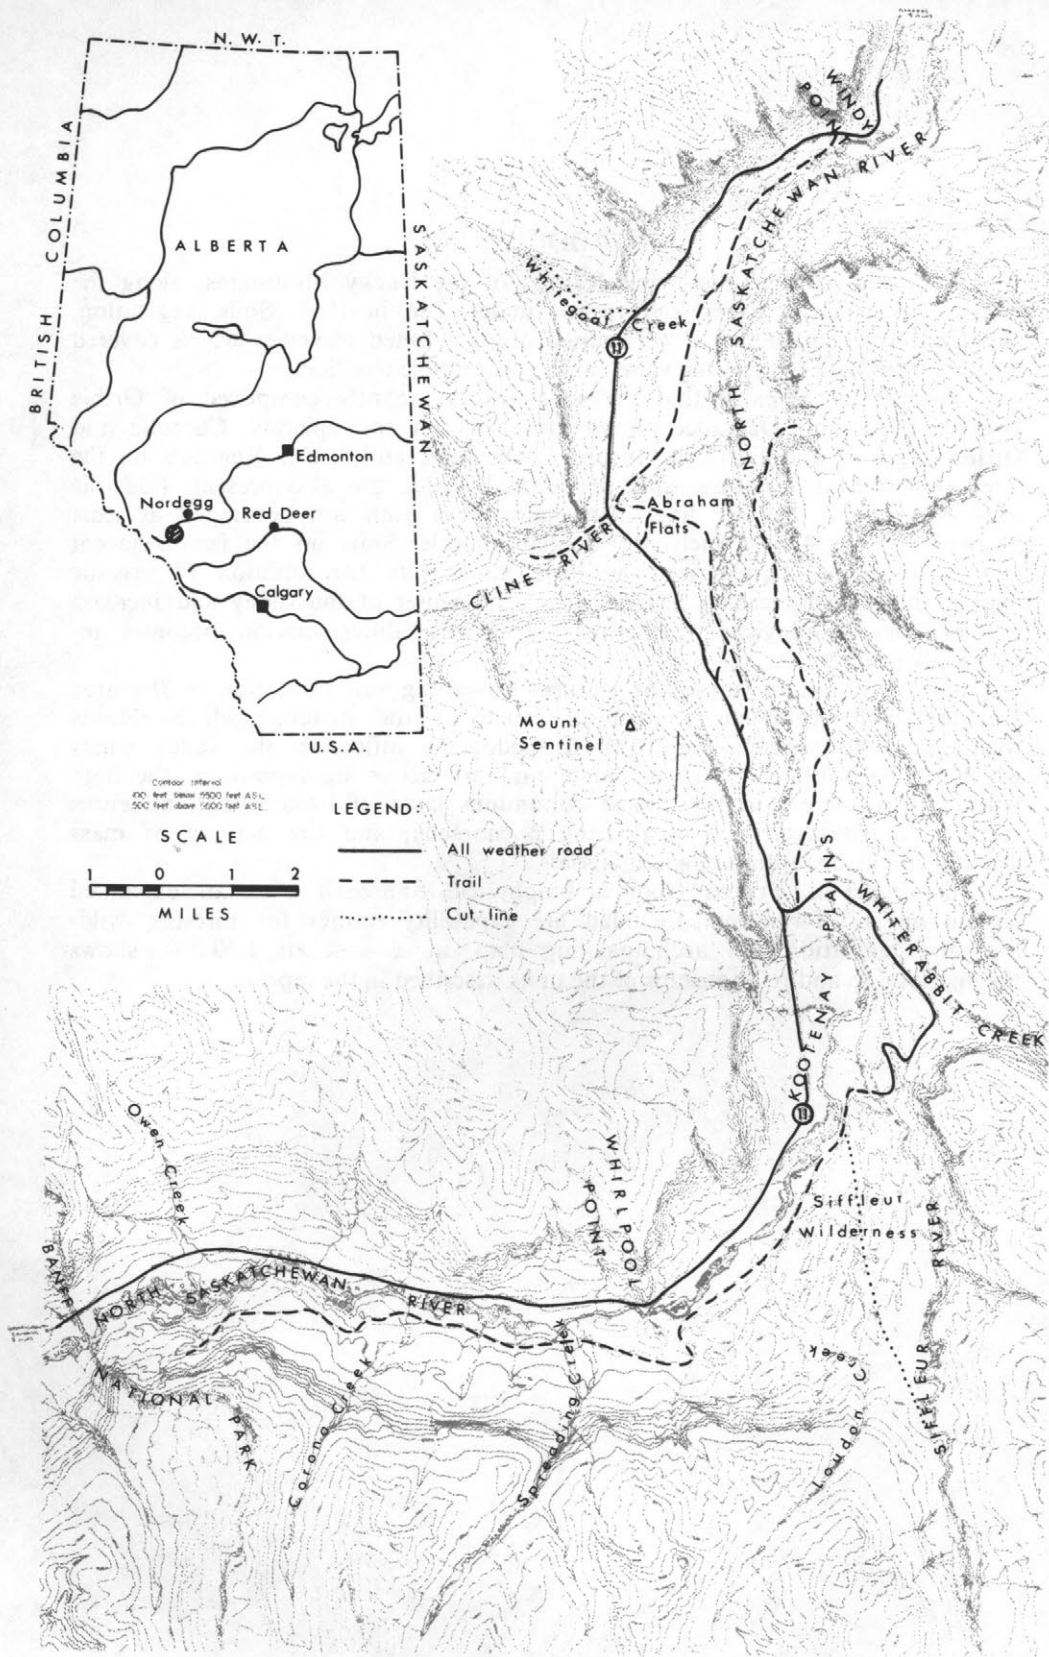 N.W.T.
BRITISH COLUMBIA
ALBERTA
SASKATCHEWAN
Edmonton
Nordegg
Red Deer
Calgary
U.S.A.
Contour Interval
SCALE
1 0 1 2
MILES
LEGEND:
All weather road
Trail
Cut line
WINDY
POINT
NORTH SASKATCHEWAN RIVER
Whitegoat Creek
11
Abraham
Flats
CLINE RIVER
Mount
Sentinel
KOOTENAY PLAINS
WHITERABBIT CREEK
11
Siffleur
Wilderness
SIFFLEUR RIVER
Owen Creek
WHIRLPOOL
POINT
BANFF
NATIONAL PARK
NORTH SASKATCHEWAN RIVER
Corona Creek
Spreading Creek
Loudon Creek